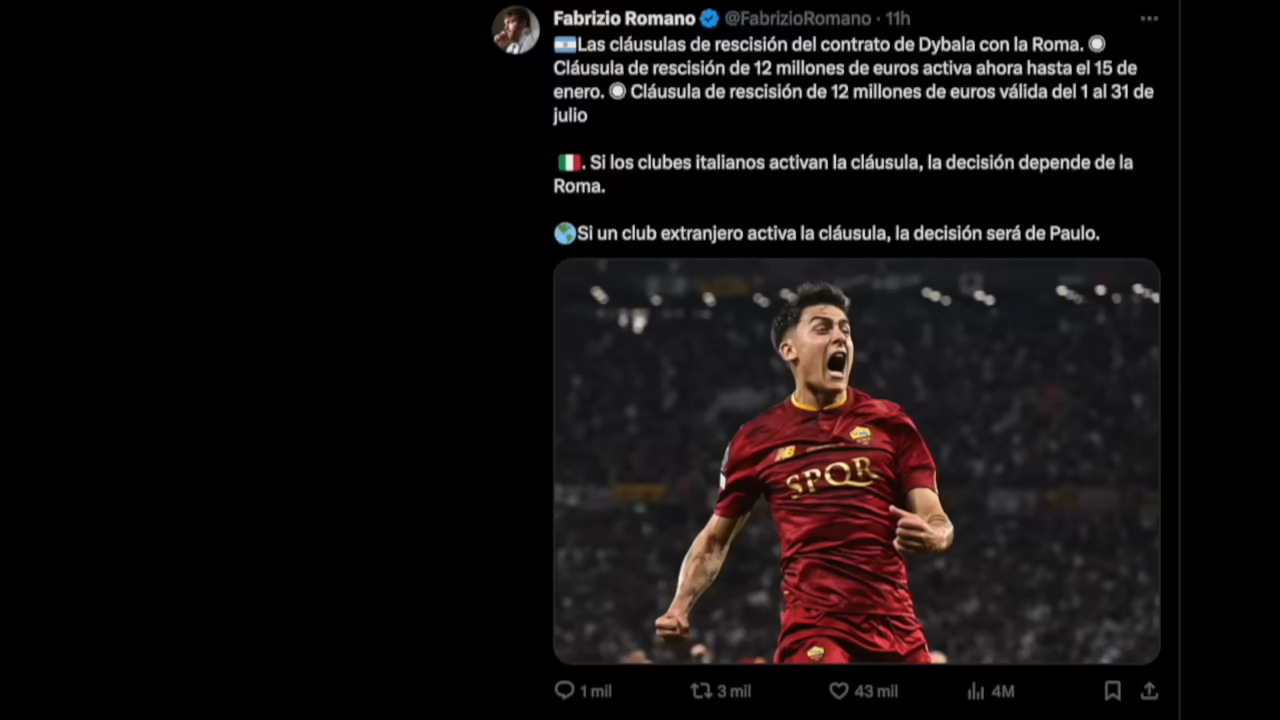 Fabrizio Romano @FabrizioRomano · 11h
🇦🇷Las cláusulas de rescisión del contrato de Dybala con la Roma. ◉
Cláusula de rescisión de 12 millones de euros activa ahora hasta el 15 de
enero. ◉ Cláusula de rescisión de 12 millones de euros válida del 1 al 31 de
julio
🇮🇹. Si los clubes italianos activan la cláusula, la decisión depende de la
Roma.
🌎Si un club extranjero activa la cláusula, la decisión será de Paulo.
NB
SPQR
1 mil 3 mil 43 mil 4M